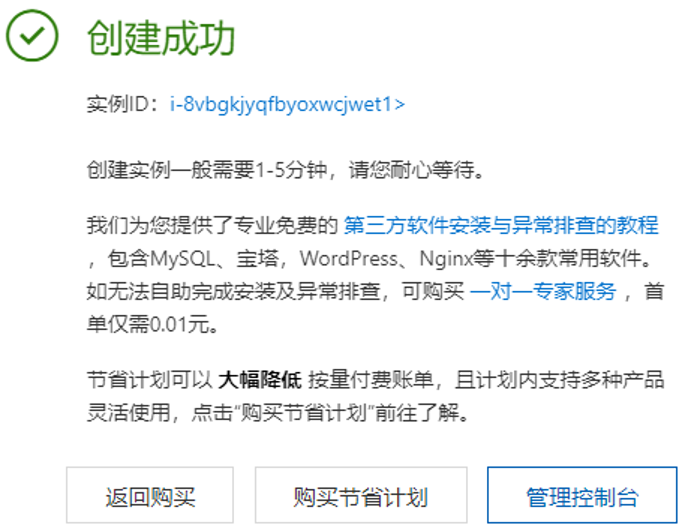 创建成功
实例ID：i-8vbgkjyqfbyoxwcjwet1>
创建实例一般需要1-5分钟，请您耐心等待。
我们为您提供了专业免费的 第三方软件安装与异常排查的教程
，包含MySQL、宝塔，WordPress、Nginx等十余款常用软件。
如无法自助完成安装及异常排查，可购买 一对一专家服务 ，首
单仅需0.01元。
节省计划可以 大幅降低 按量付费账单，且计划内支持多种产品
灵活使用，点击“购买节省计划”前往了解。
返回购买
购买节省计划
管理控制台